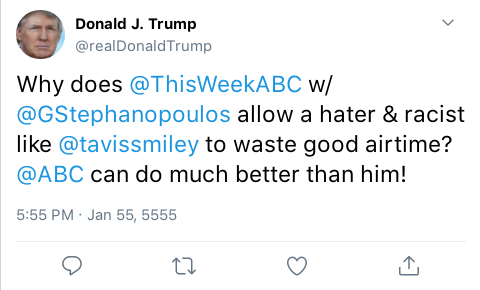 Donald J. Trump
@realDonaldTrump
Why does @ThisWeekABC w/
@GStephanopoulos allow a hater & racist
like @tavissmiley to waste good airtime?
@ABC can do much better than him!
5:55 PM · Jan 55, 5555